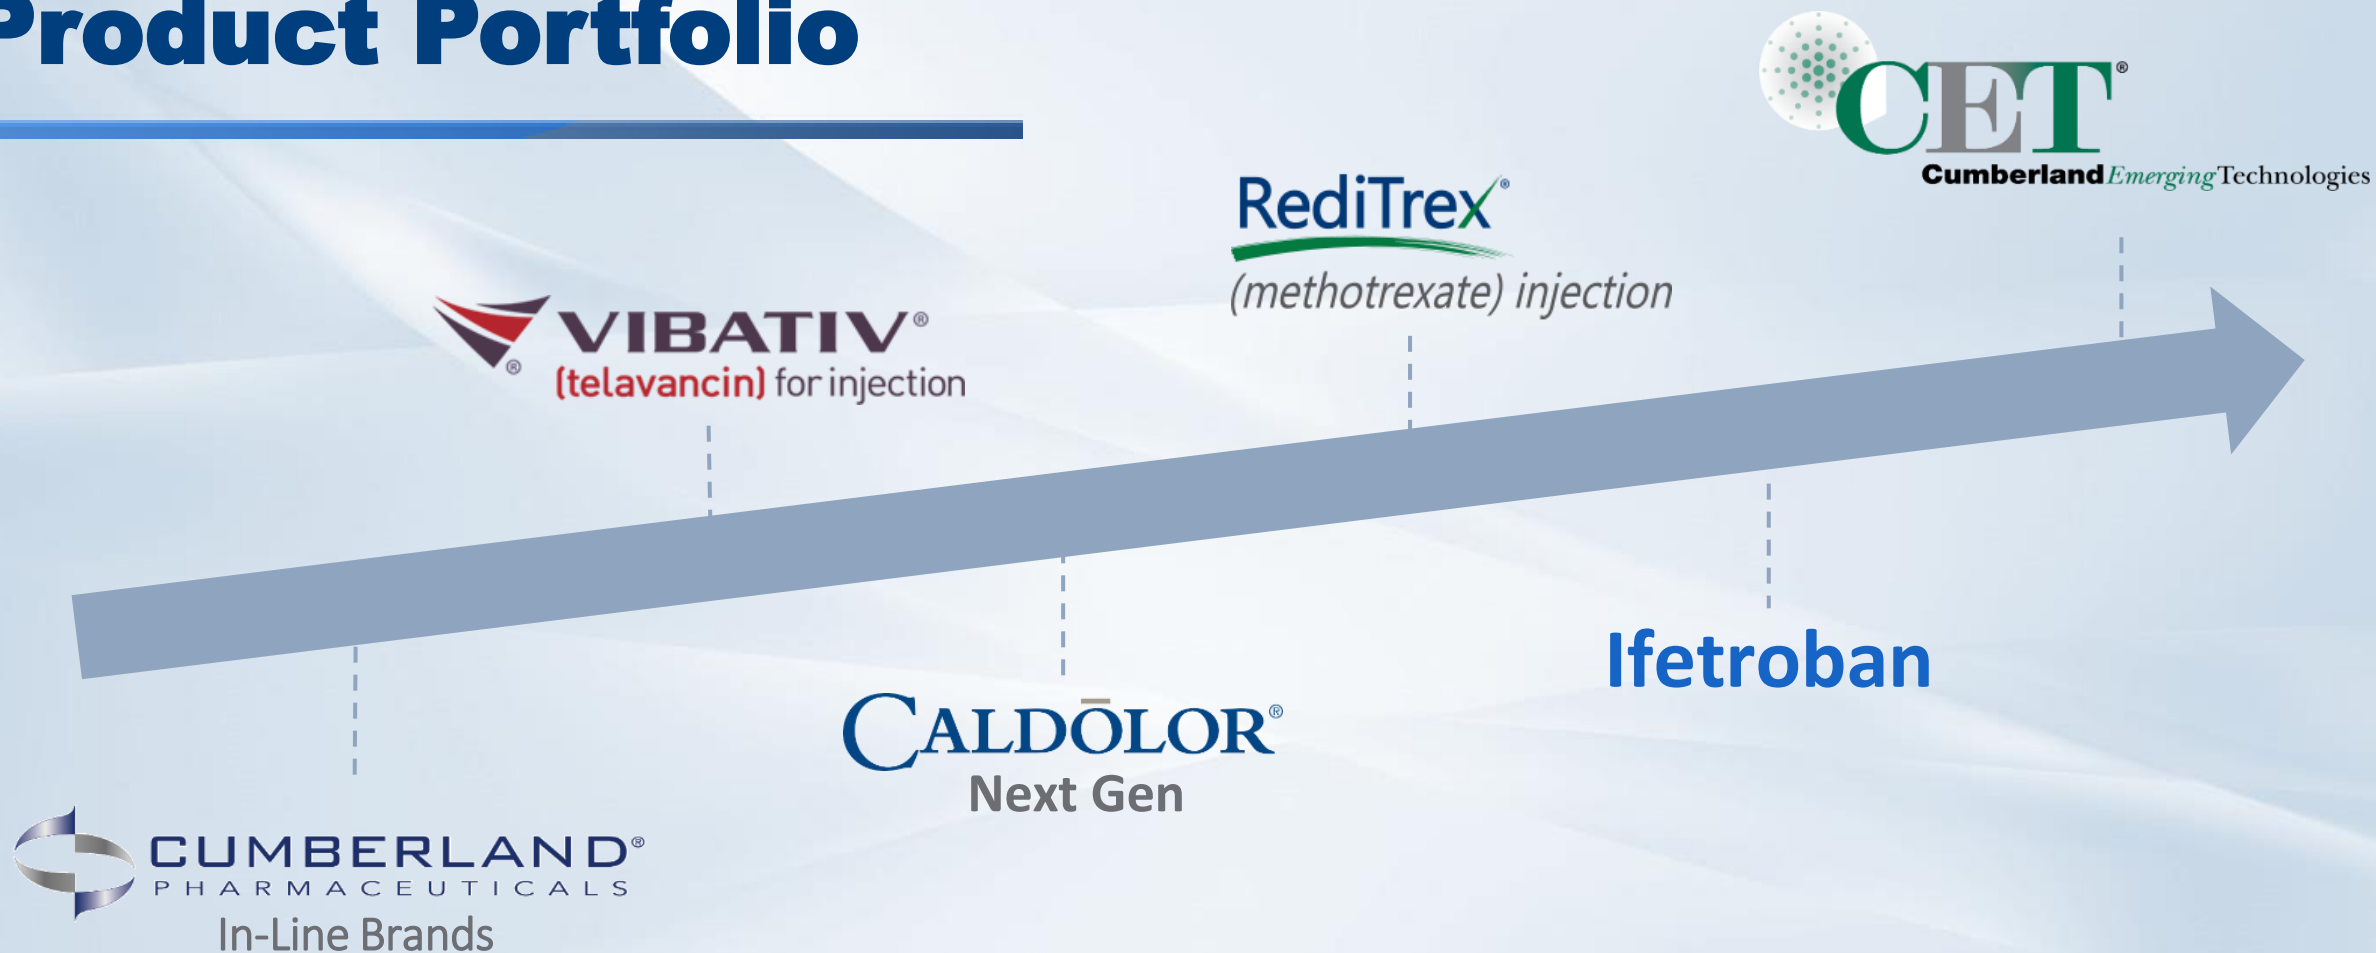 Product Portfolio
CET®
Cumberland Emerging Technologies
RediTrex®
(methotrexate) injection
VIBATIV®
®
(telavancin) for injection
Ifetroban
CALDŌLOR®
Next Gen
CUMBERLAND®
PHARMACEUTICALS
In-Line Brands